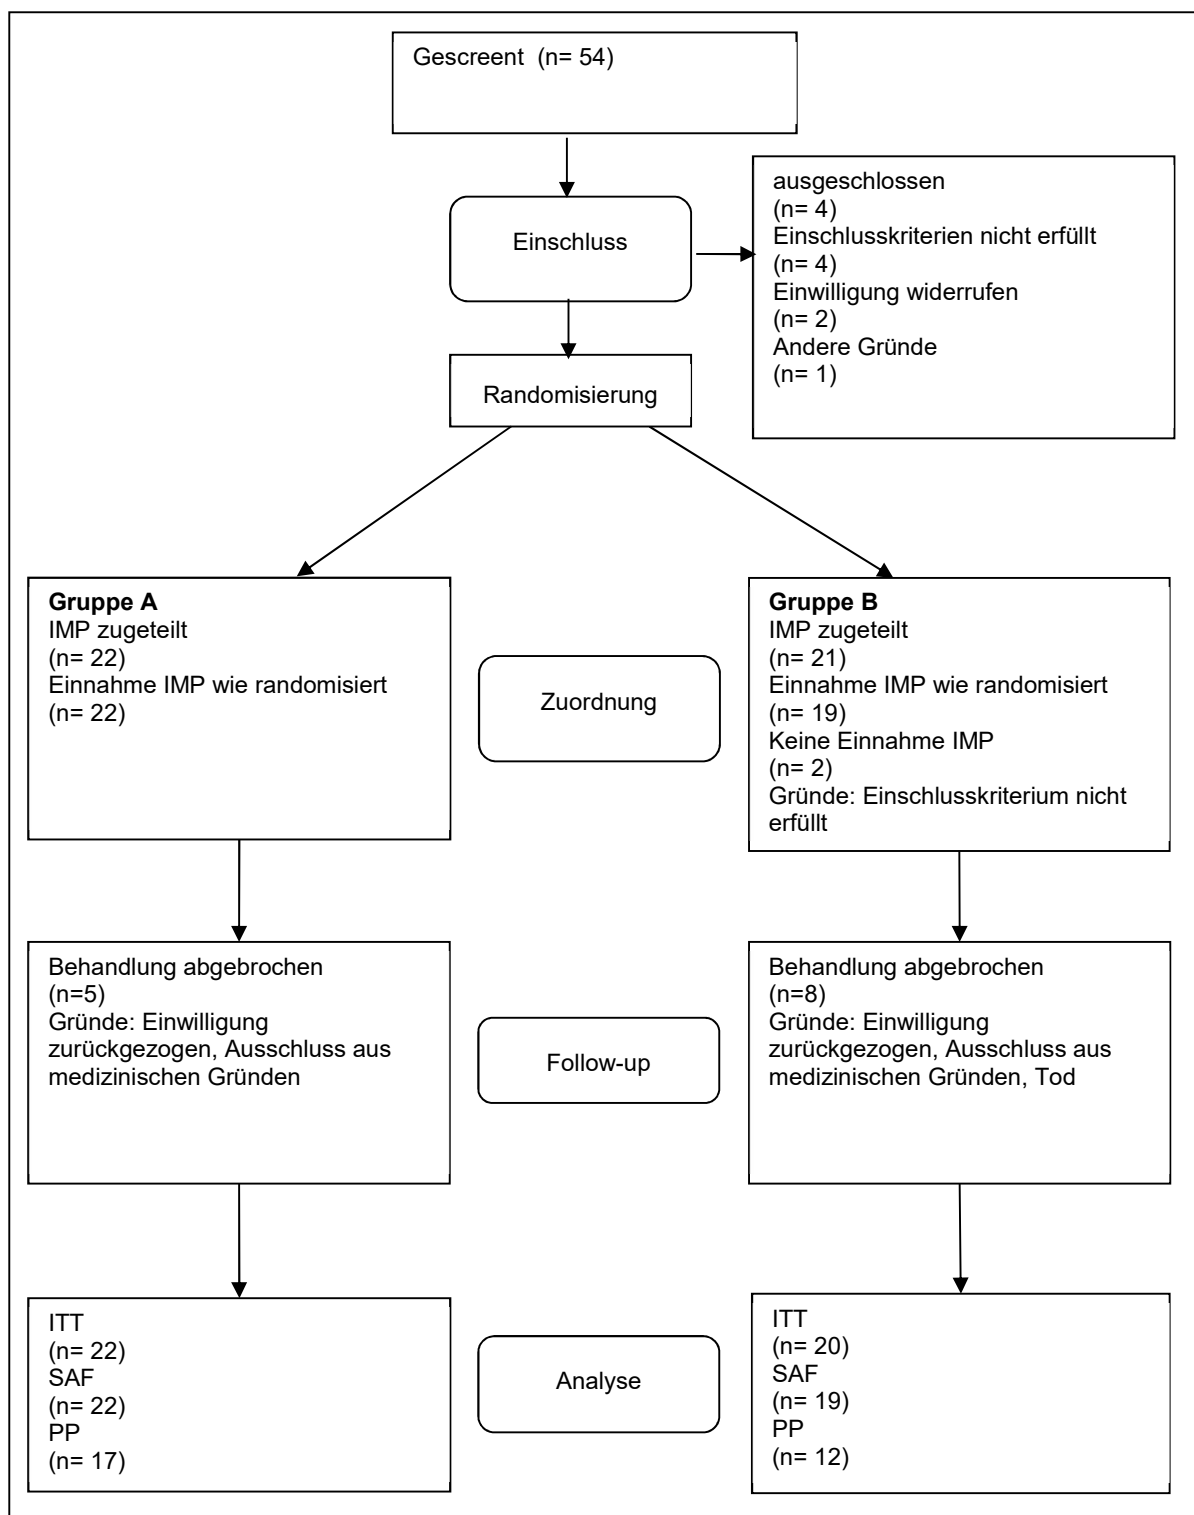 Gescreent (n= 54)
ausgeschlossen
(n= 4)
Einschlusskriterien nicht erfüllt
(n= 4)
Einwilligung widerrufen
(n= 2)
Andere Gründe
(n= 1)
Einschluss
Randomisierung
Gruppe A
IMP zugeteilt
(n= 22)
Einnahme IMP wie randomisiert
(n= 22)
Zuordnung
Gruppe B
IMP zugeteilt
(n= 21)
Einnahme IMP wie randomisiert
(n= 19)
Keine Einnahme IMP
(n= 2)
Gründe: Einschlusskriterium nicht
erfüllt
Behandlung abgebrochen
(n=5)
Gründe: Einwilligung
zurückgezogen, Ausschluss aus
medizinischen Gründen
Follow-up
Behandlung abgebrochen
(n=8)
Gründe: Einwilligung
zurückgezogen, Ausschluss aus
medizinischen Gründen, Tod
ITT
(n= 22)
SAF
(n= 22)
PP
(n= 17)
Analyse
ITT
(n= 20)
SAF
(n= 19)
PP
(n= 12)